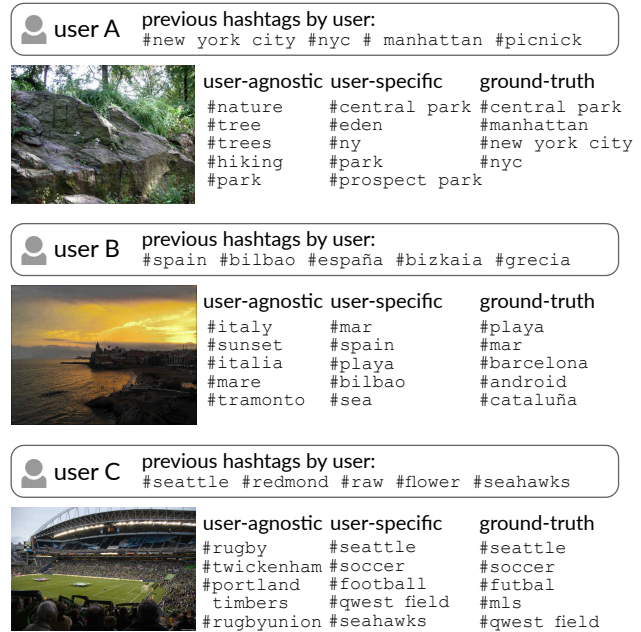 user A
previous hashtags by user:
#new york city #nyc # manhattan #picnick
user-agnostic user-specific ground-truth
#nature #central park #central park
#tree #eden #manhattan
#trees #ny #new york city
#hiking #park #nyc
#park #prospect park
user B
previous hashtags by user:
#spain #bilbao #españa #bizkaia #grecia
user-agnostic user-specific ground-truth
#italy #mar #playa
#sunset #spain #mar
#italia #playa #barcelona
#mare #bilbao #android
#tramonto #sea #cataluña
user C
previous hashtags by user:
#seattle #redmond #raw #flower #seahawks
user-agnostic user-specific ground-truth
#rugby #seattle #seattle
#twickenham #soccer #soccer
#portland #football #futbal
timbers #qwest field #mls
#rugbyunion #seahawks #qwest field